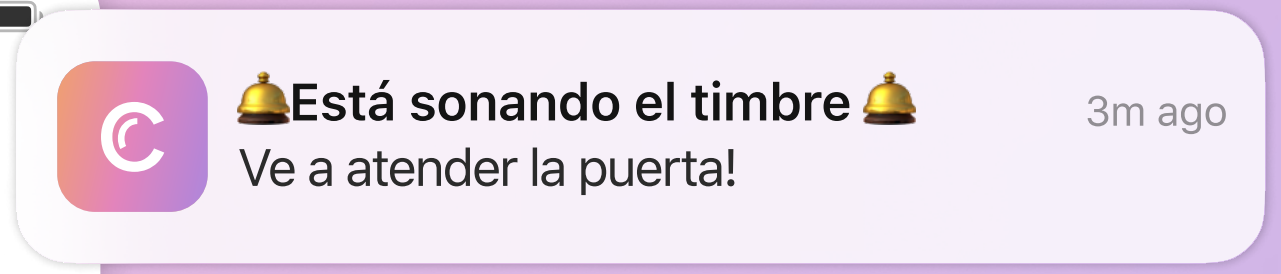 🛎️Está sonando el timbre 🛎️
3m ago
Ve a atender la puerta!